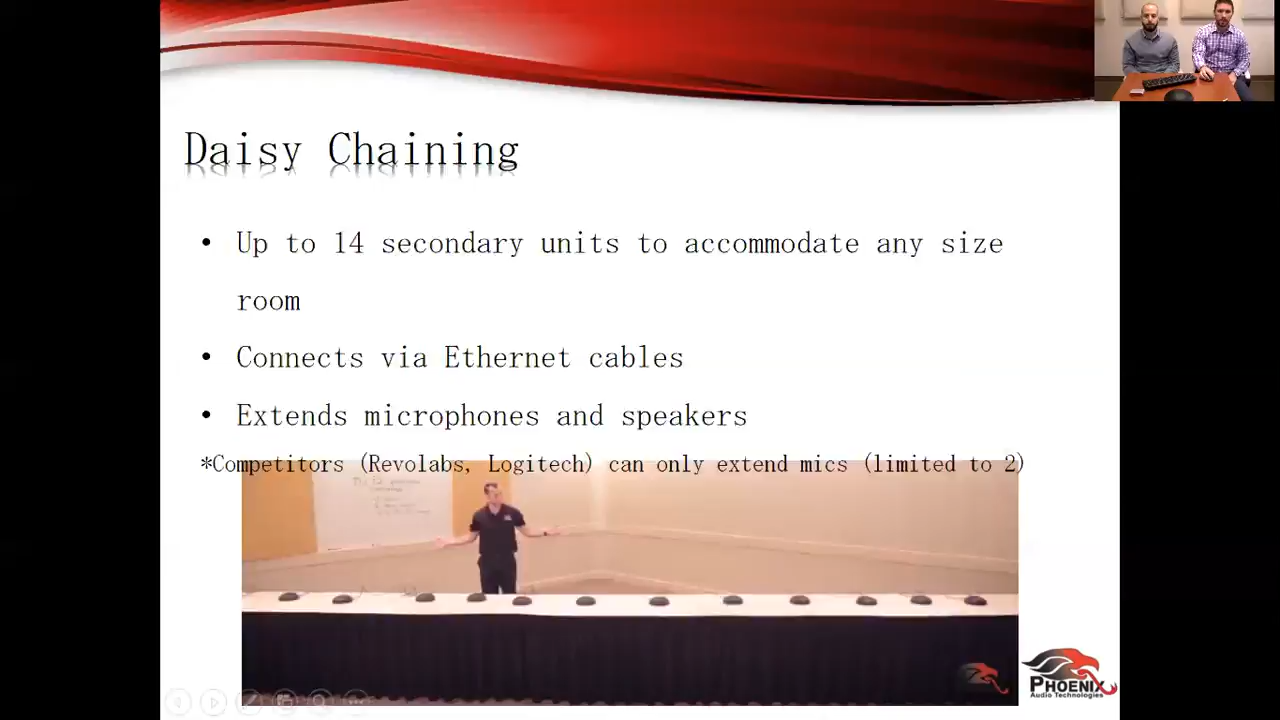 Daisy Chaining
• Up to 14 secondary units to accommodate any size
room
• Connects via Ethernet cables
• Extends microphones and speakers
*Competitors (Revolabs, Logitech) can only extend mics (limited to 2)
PHOENIX
Audio Technologies